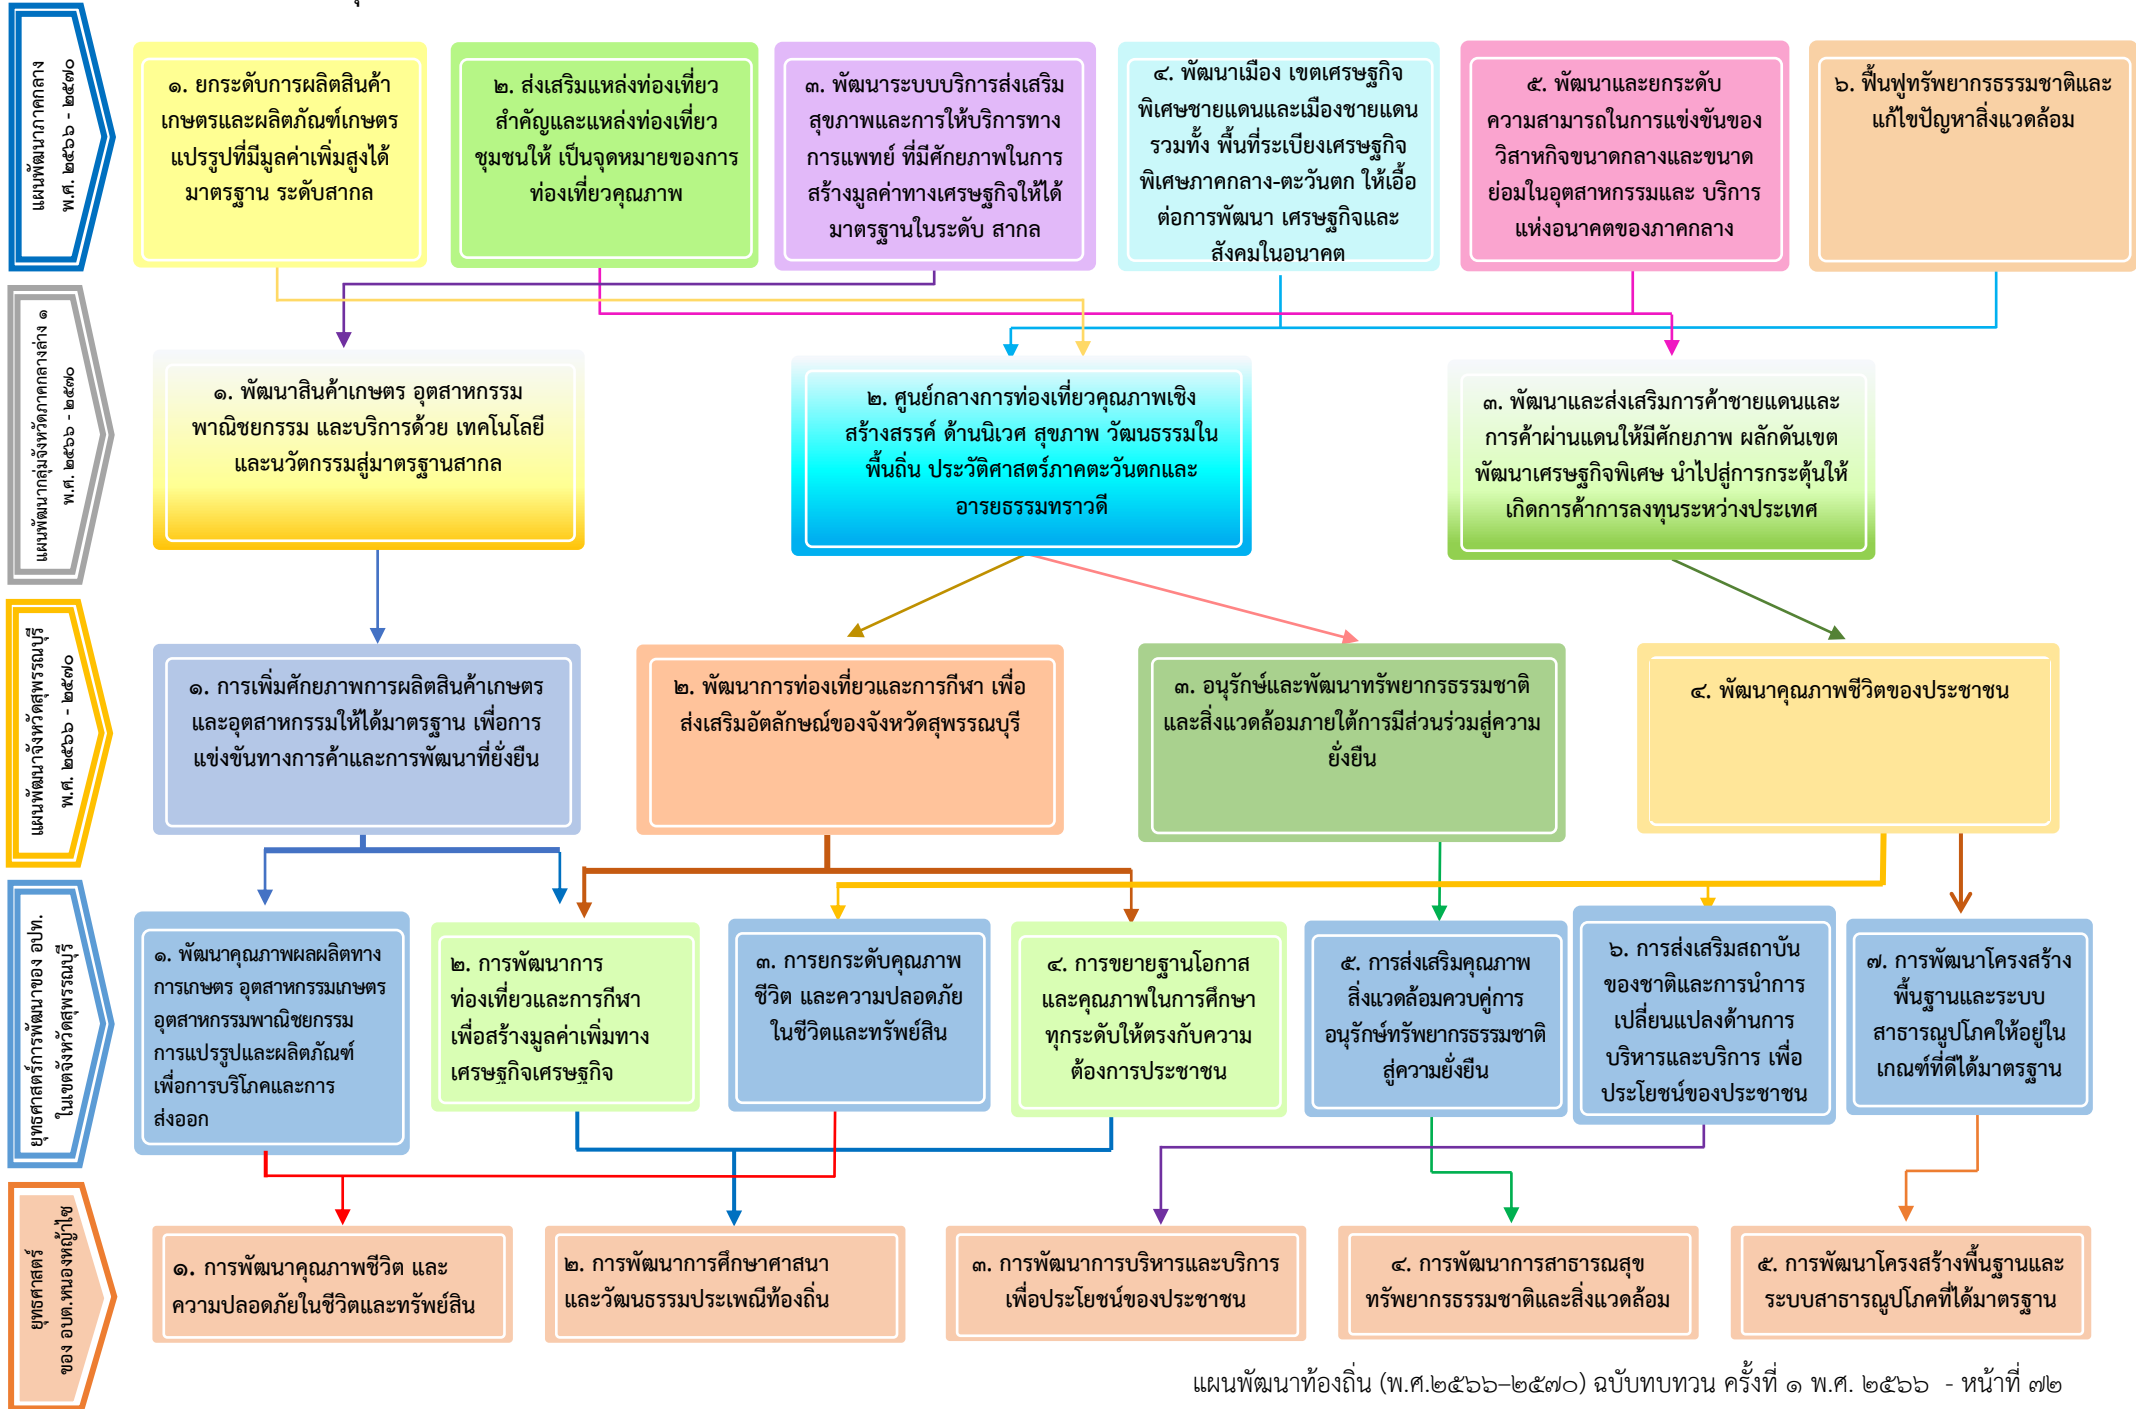 แผนพัฒนาภาคกลาง
พ.ศ. ๒๕๖๖ - ๒๕๗๐
๑. ยกระดับการผลิตสินค้า
เกษตรและผลิตภัณฑ์เกษตร
แปรรูปที่มีมูลค่าเพิ่มสูงได้
มาตรฐาน ระดับสากล
๒. ส่งเสริมแหล่งท่องเที่ยว
สำคัญและแหล่งท่องเที่ยว
ชุมชนให้ เป็นจุดหมายของการ
ท่องเที่ยวคุณภาพ
๓. พัฒนาระบบบริการส่งเสริม
สุขภาพและการให้บริการทาง
การแพทย์ ที่มีศักยภาพในการ
สร้างมูลค่าทางเศรษฐกิจให้ได้
มาตรฐานในระดับ สากล
๔. พัฒนาเมือง เขตเศรษฐกิจ
พิเศษชายแดนและเมืองชายแดน
รวมทั้ง พื้นที่ระเบียงเศรษฐกิจ
พิเศษภาคกลาง-ตะวันตก ให้เอื้อ
ต่อการพัฒนา เศรษฐกิจและ
สังคมในอนาคต
๕. พัฒนาและยกระดับ
ความสามารถในการแข่งขันของ
วิสาหกิจขนาดกลางและขนาด
ย่อมในอุตสาหกรรมและ บริการ
แห่งอนาคตของภาคกลาง
๖. ฟื้นฟูทรัพยากรธรรมชาติและ
แก้ไขปัญหาสิ่งแวดล้อม
แผนพัฒนากลุ่มจังหวัดภาคกลางล่าง ๑
พ.ศ. ๒๕๖๖ - ๒๕๗๐
๑. พัฒนาสินค้าเกษตร อุตสาหกรรม
พาณิชยกรรม และบริการด้วย เทคโนโลยี
และนวัตกรรมสู่มาตรฐานสากล
๒. ศูนย์กลางการท่องเที่ยวคุณภาพเชิง
สร้างสรรค์ ด้านนิเวศ สุขภาพ วัฒนธรรมใน
พื้นถิ่น ประวัติศาสตร์ภาคตะวันตกและ
อารยธรรมทราวดี
๓. พัฒนาและส่งเสริมการค้าชายแดนและ
การค้าผ่านแดนให้มีศักยภาพ ผลักดันเขต
พัฒนาเศรษฐกิจพิเศษ นำไปสู่การกระตุ้นให้
เกิดการค้าการลงทุนระหว่างประเทศ
แผนพัฒนาจังหวัดสุพรรณบุรี
พ.ศ. ๒๕๖๖ - ๒๕๗๐
๑. การเพิ่มศักยภาพการผลิตสินค้าเกษตร
และอุตสาหกรรมให้ได้มาตรฐาน เพื่อการ
แข่งขันทางการค้าและการพัฒนาที่ยั่งยืน
๒. พัฒนาการท่องเที่ยวและการกีฬา เพื่อ
ส่งเสริมอัตลักษณ์ของจังหวัดสุพรรณบุรี
๓. อนุรักษ์และพัฒนาทรัพยากรธรรมชาติ
และสิ่งแวดล้อมภายใต้การมีส่วนร่วมสู่ความ
ยั่งยืน
๔. พัฒนาคุณภาพชีวิตของประชาชน
ยุทธศาสตร์การพัฒนาของ อปท.
ในเขตจังหวัดสุพรรณบุรี
๑. พัฒนาคุณภาพผลผลิตทาง
การเกษตร อุตสาหกรรมเกษตร
อุตสาหกรรมพาณิชยกรรม
การแปรรูปและผลิตภัณฑ์
เพื่อการบริโภคและการ
ส่งออก
๒. การพัฒนาการ
ท่องเที่ยวและการกีฬา
เพื่อสร้างมูลค่าเพิ่มทาง
เศรษฐกิจเศรษฐกิจ
๓. การยกระดับคุณภาพ
ชีวิต และความปลอดภัย
ในชีวิตและทรัพย์สิน
๔. การขยายฐานโอกาส
และคุณภาพในการศึกษา
ทุกระดับให้ตรงกับความ
ต้องการประชาชน
๕. การส่งเสริมคุณภาพ
สิ่งแวดล้อมควบคู่การ
อนุรักษ์ทรัพยากรธรรมชาติ
สู่ความยั่งยืน
๖. การส่งเสริมสถาบัน
ของชาติและการนำการ
เปลี่ยนแปลงด้านการ
บริหารและบริการ เพื่อ
ประโยชน์ของประชาชน
๗. การพัฒนาโครงสร้าง
พื้นฐานและระบบ
สาธารณูปโภคให้อยู่ใน
เกณฑ์ที่ดีได้มาตรฐาน
ยุทธศาสตร์
ของ อบต.หนองหญ้าไซ
๑. การพัฒนาคุณภาพชีวิต และ
ความปลอดภัยในชีวิตและทรัพย์สิน
๒. การพัฒนาการศึกษาศาสนา
และวัฒนธรรมประเพณีท้องถิ่น
๓. การพัฒนาการบริหารและบริการ
เพื่อประโยชน์ของประชาชน
๔. การพัฒนาการสาธารณสุข
ทรัพยากรธรรมชาติและสิ่งแวดล้อม
๕. การพัฒนาโครงสร้างพื้นฐานและ
ระบบสาธารณูปโภคที่ได้มาตรฐาน
แผนพัฒนาท้องถิ่น (พ.ศ.๒๕๖๖–๒๕๗๐) ฉบับทบทวน ครั้งที่ ๑ พ.ศ. ๒๕๖๖ - หน้าที่ ๗๒